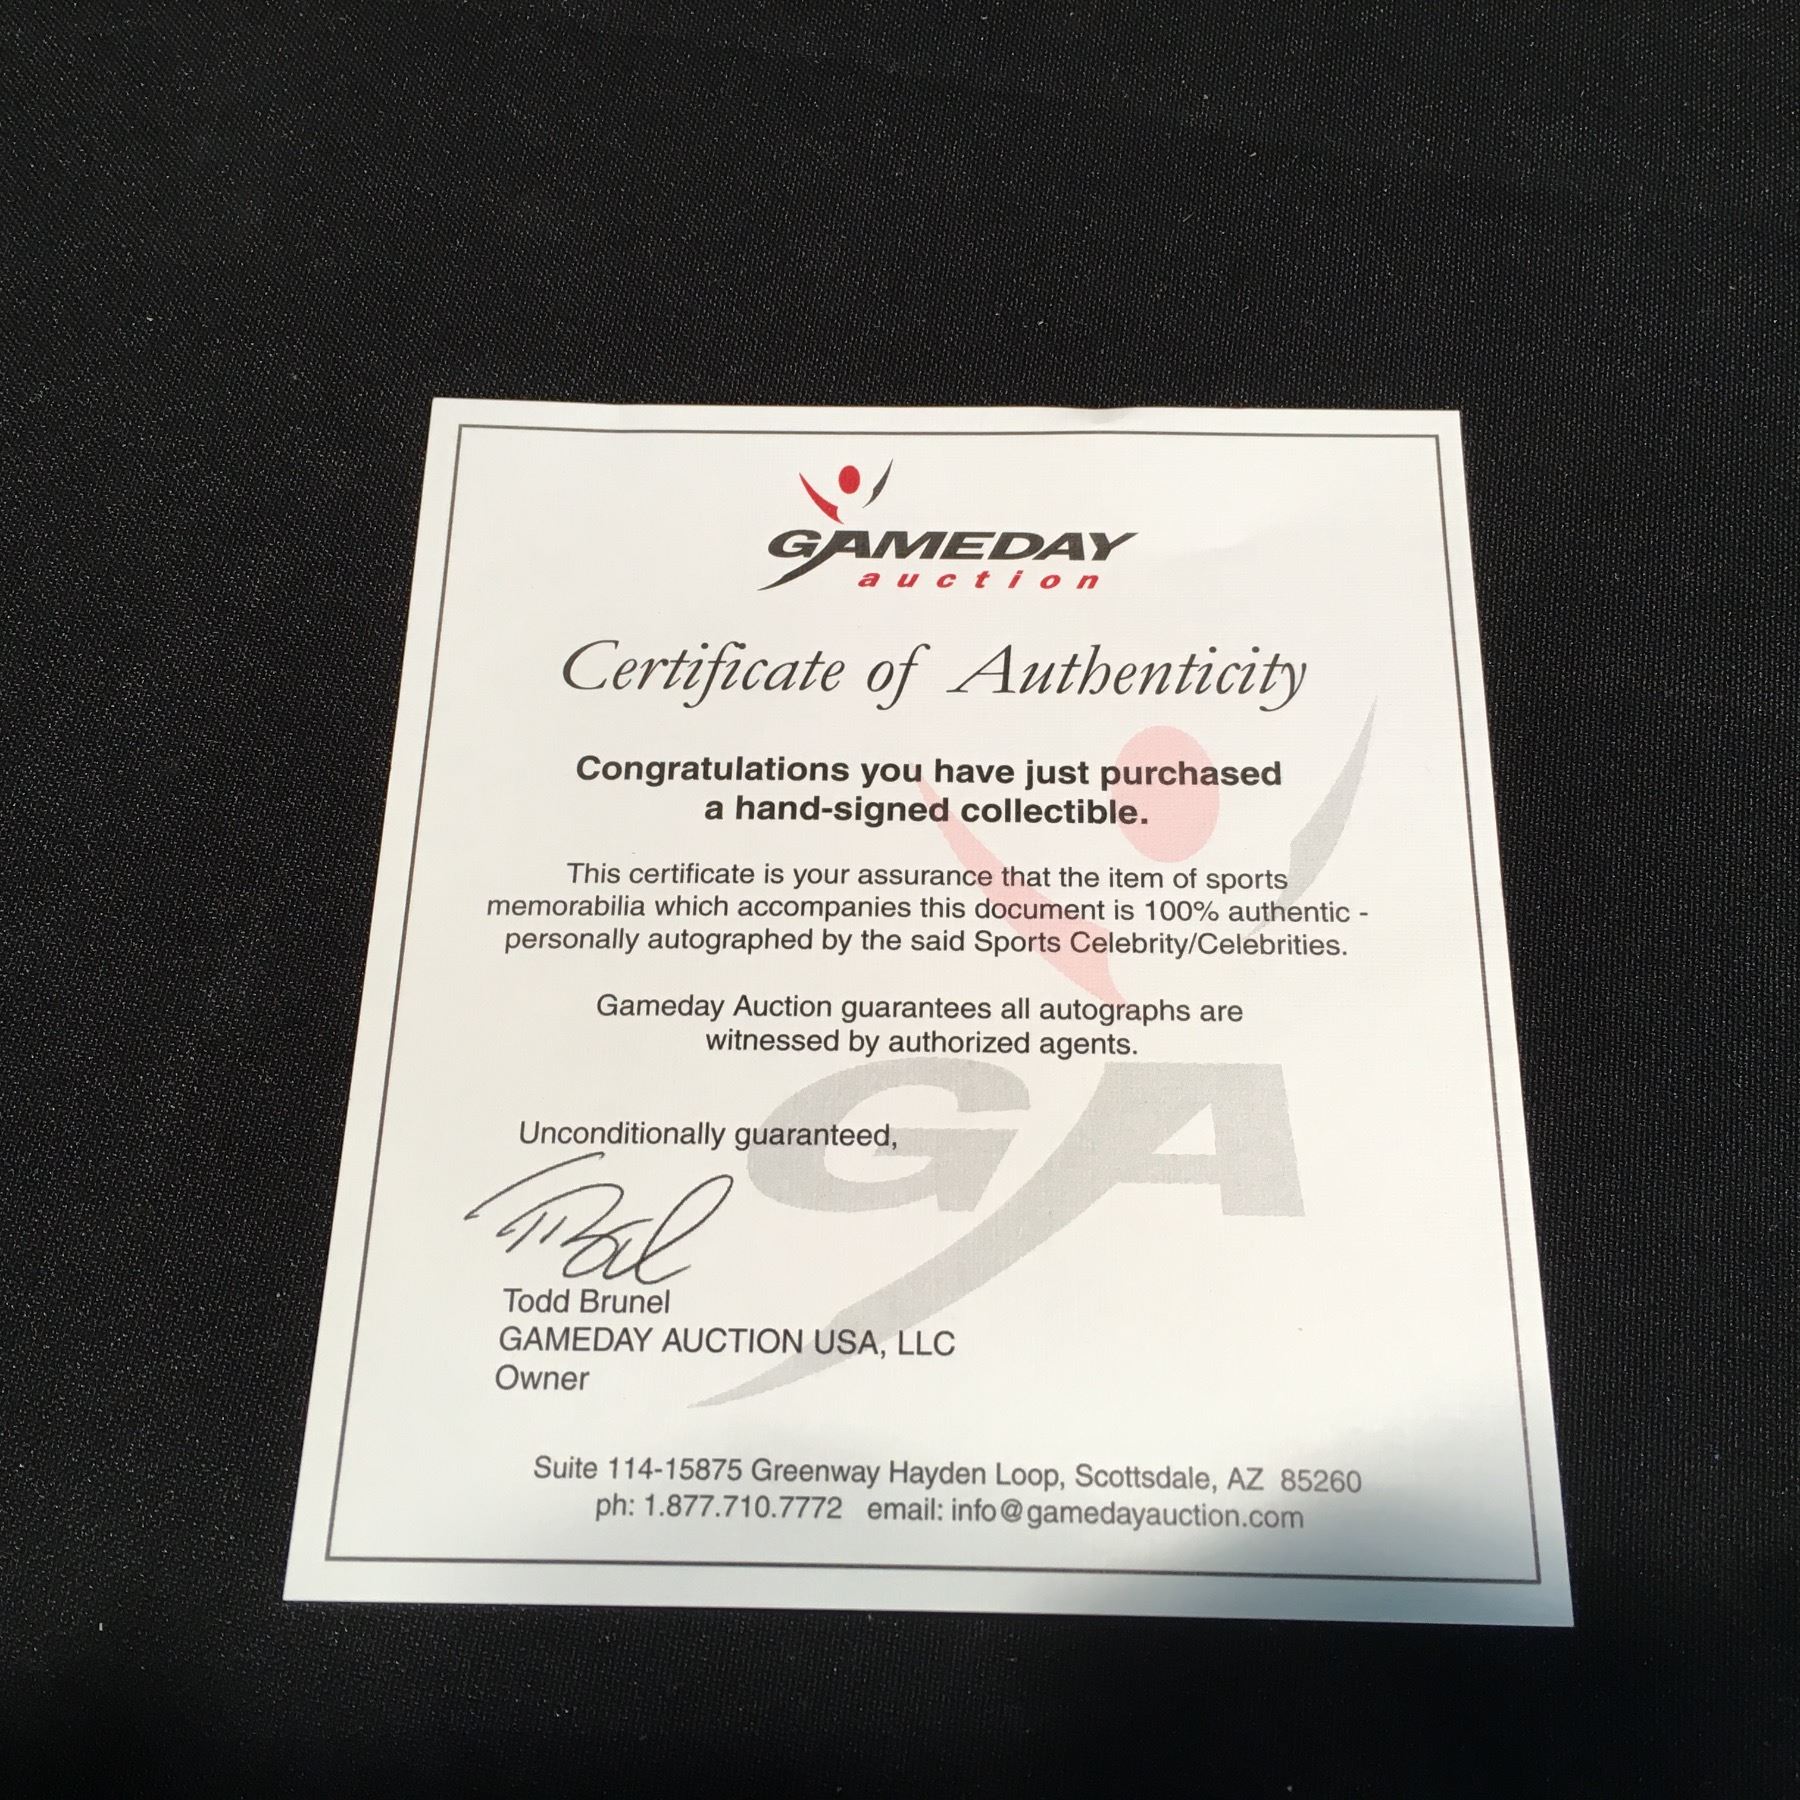 GAMEDAY
auction
Certificate of Authenticity
Congratulations you have just purchased
a hand-signed collectible.
This certificate is your assurance that the item of sports
memorabilia which accompanies this document is 100% authentic -
personally autographed by the said Sports Celebrity/Celebrities.
Gameday Auction guarantees all autographs are
witnessed by authorized agents.
GA
Unconditionally guaranteed,
Todd Brunel
GAMEDAY AUCTION USA, LLC
Owner
Suite 114-15875 Greenway Hayden Loop, Scottsdale, AZ 85260
ph: 1.877.710.7772 email: info@gamedayauction.com